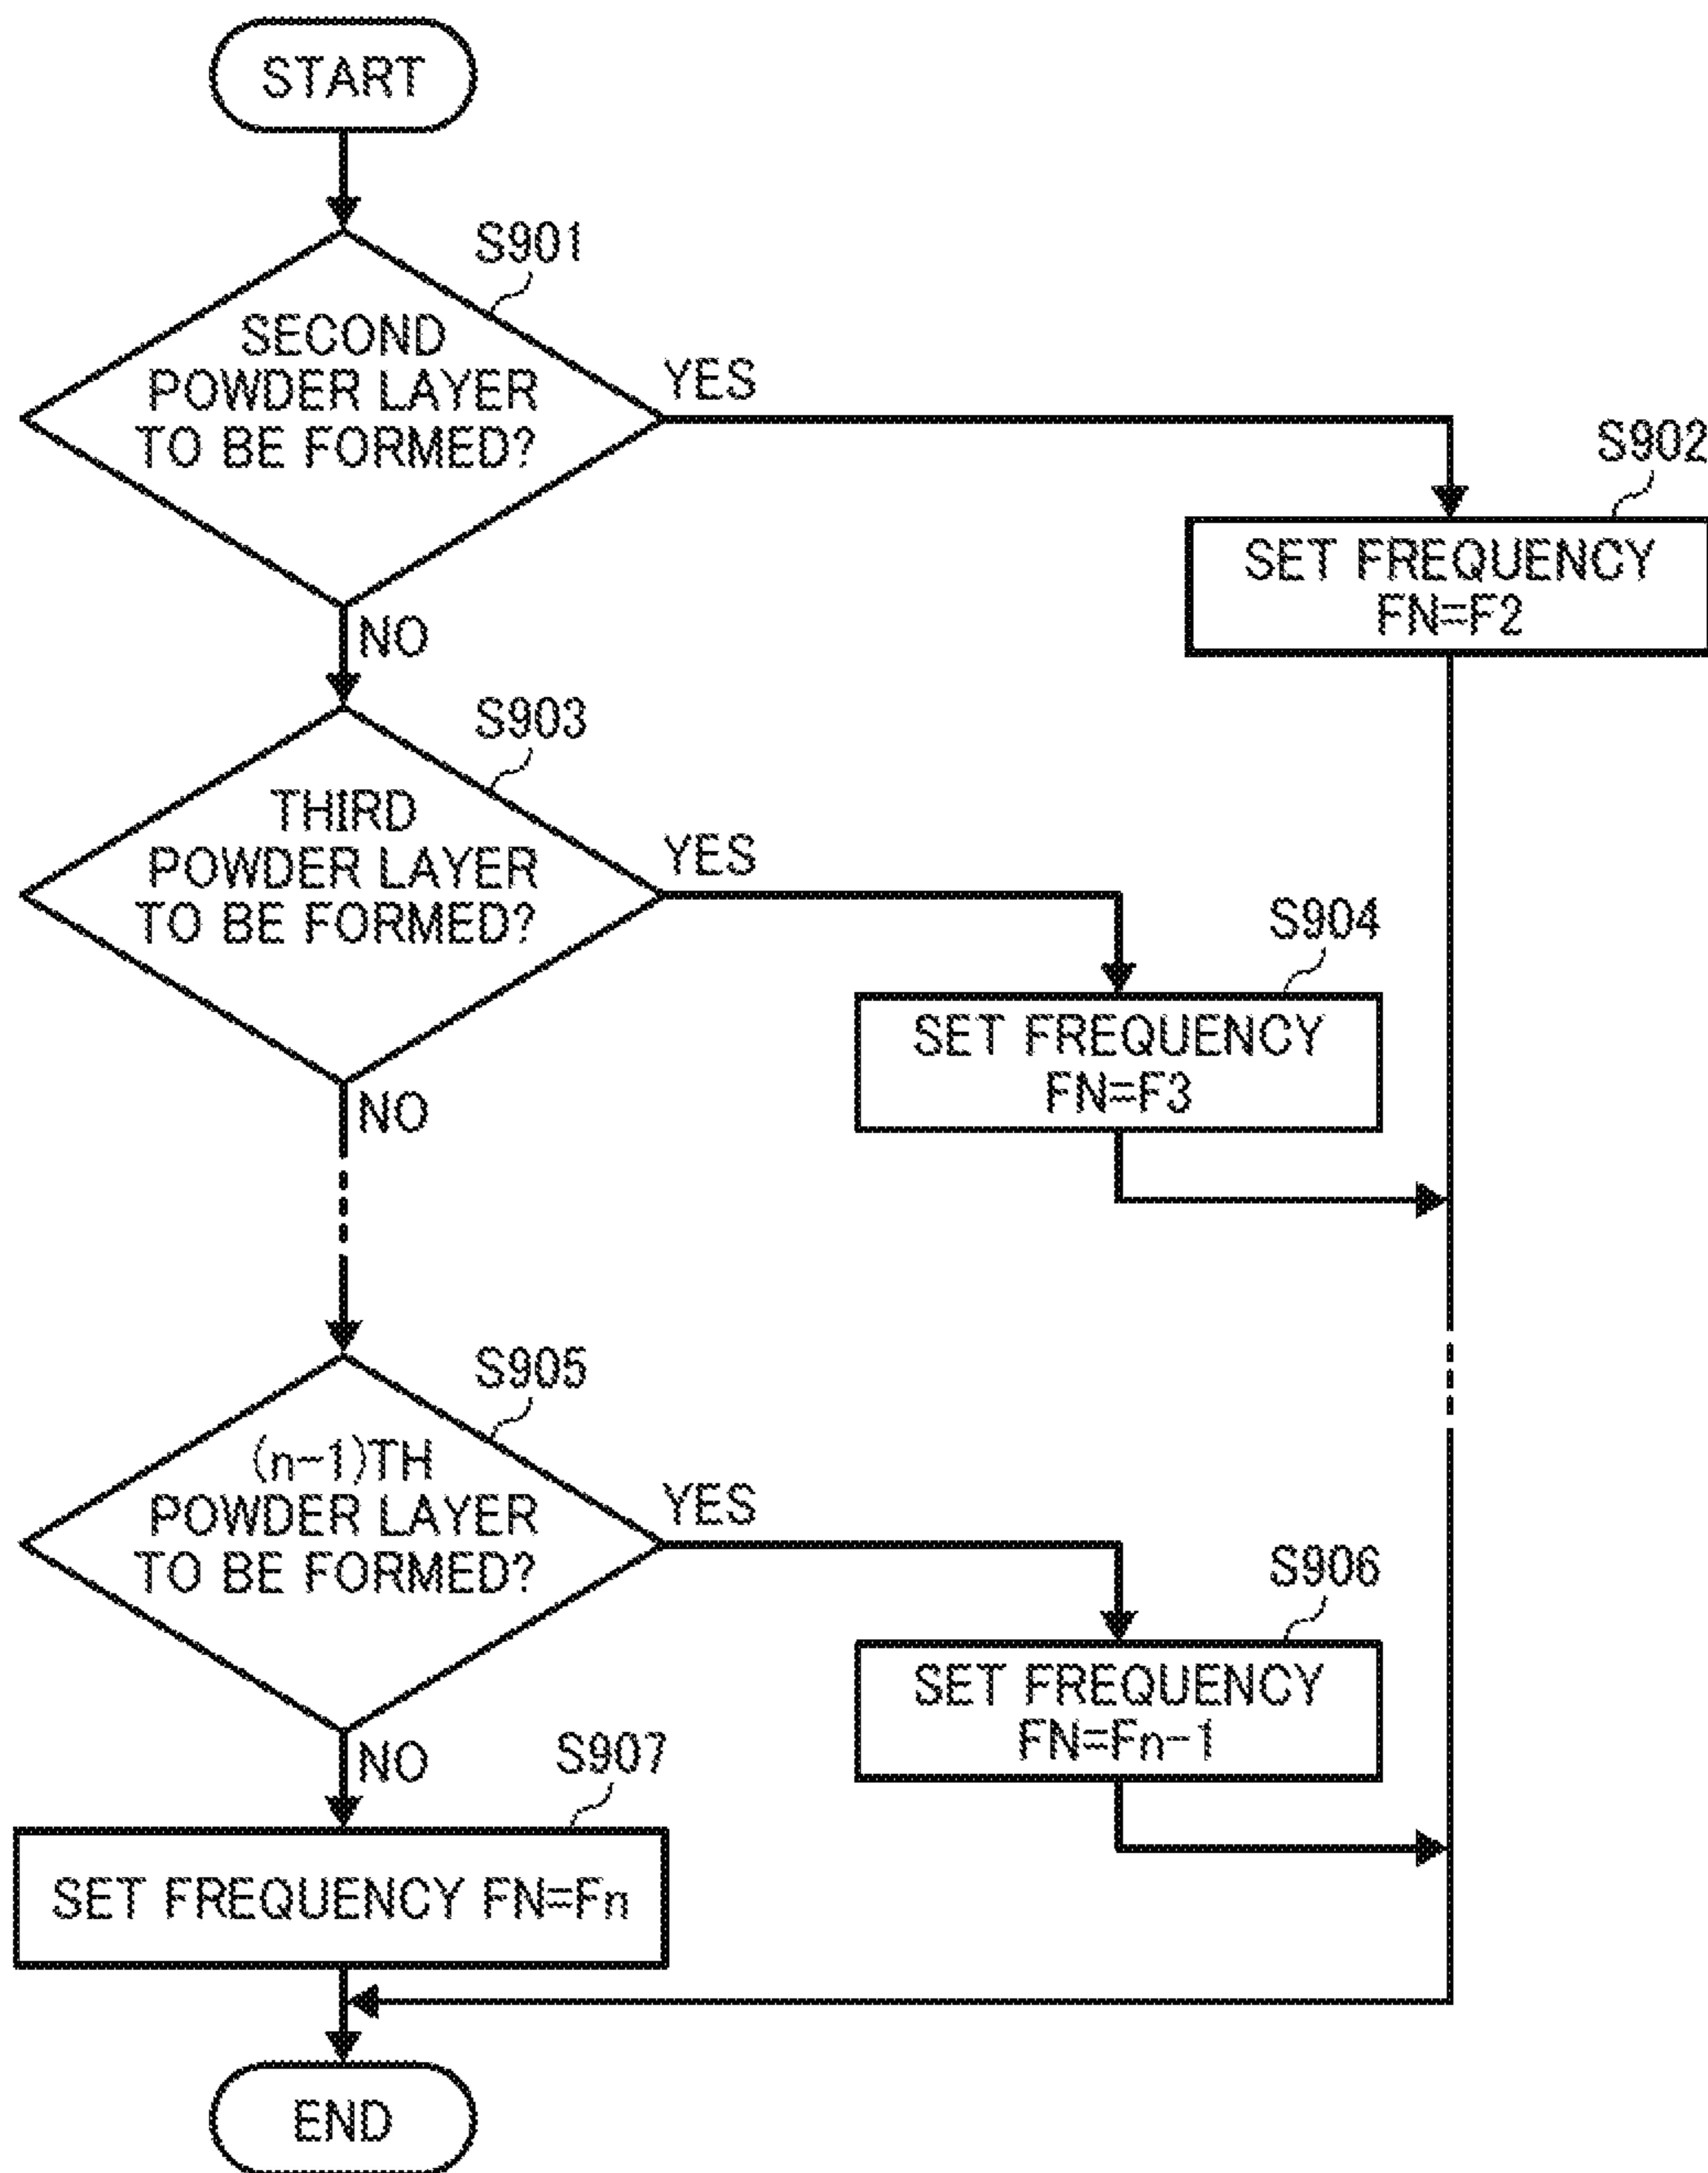 START
S901
SECOND
POWDER LAYER
TO BE FORMED?
YES
S902
SET FREQUENCY
FN=F2
NO
S903
THIRD
POWDER LAYER
TO BE FORMED?
YES
S904
SET FREQUENCY
FN=F3
NO
S905
(n-1)TH
POWDER LAYER
TO BE FORMED?
YES
S906
SET FREQUENCY
FN=Fn-1
NO
S907
SET FREQUENCY FN=Fn
END